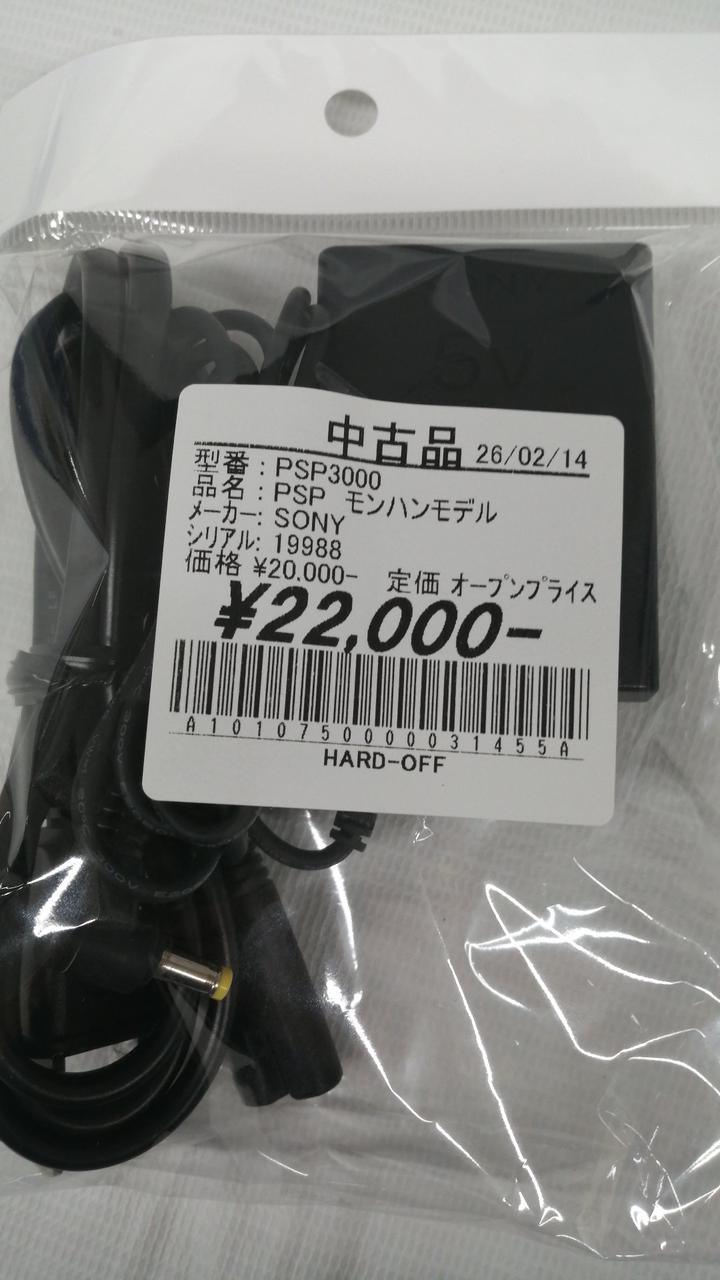 5V
中古品 26/02/14
型番：PSP3000
品名：PSP モンハンモデル
メーカー：SONY
シリアル：19988
価格 ¥20,000- 定価 オープンプライス
¥22,000-
A101075000031455A
HARD-OFF